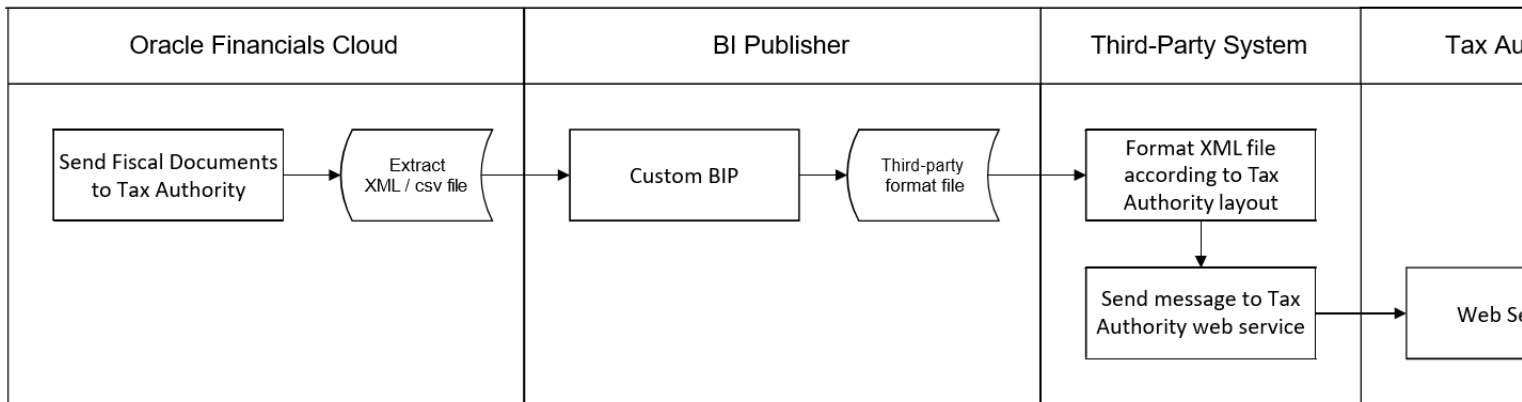 Oracle Financials Cloud
BI Publisher
Third-Party System
Tax
Send Fiscal Documents
to Tax Authority
Extract
XML / csv file
Custom BIP
Third-party
format file
Format XML file
according to Tax
Authority layout
Send message to Tax
Authority web service
Web